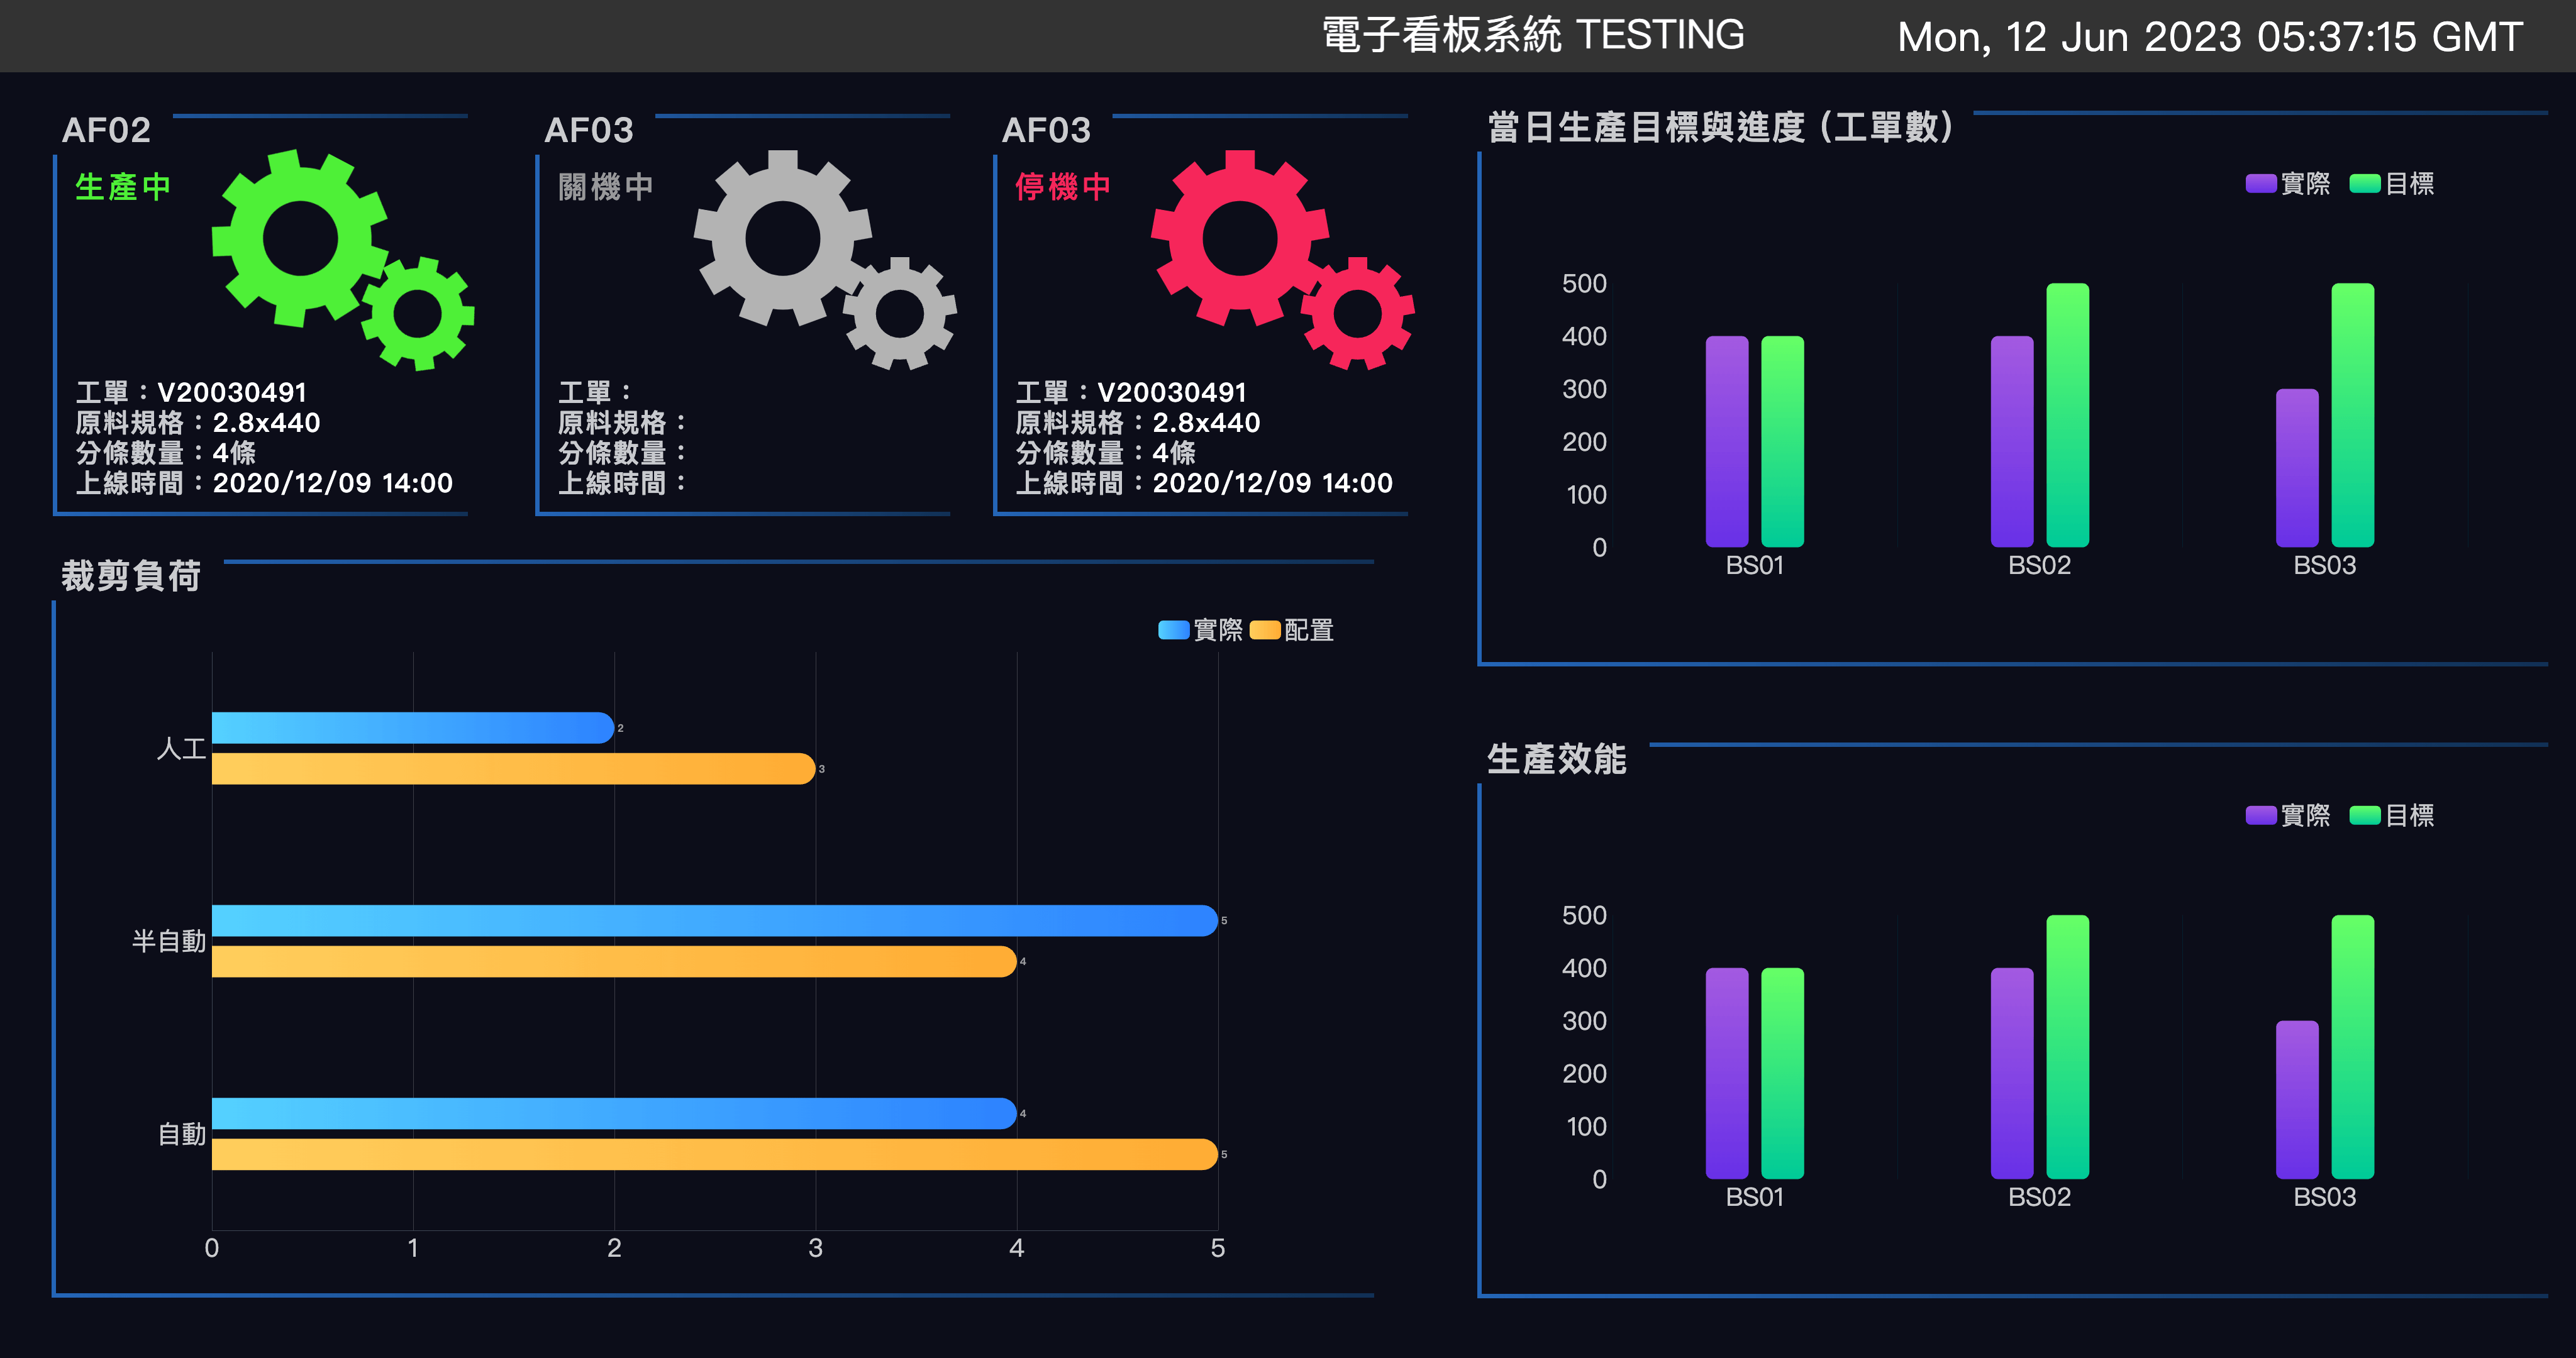 電子看板系統 TESTING
Mon, 12 Jun 2023 05:37:15 GMT
AF02
生產中
工單：V20030491
原料規格：2.8x440
分條數量：4條
上線時間：2020/12/09 14:00
AF03
關機中
工單：
原料規格：
分條數量：
上線時間：
AF03
停機中
工單：V20030491
原料規格：2.8x440
分條數量：4條
上線時間：2020/12/09 14:00
當日生產目標與進度 (工單數)
實際 目標
500
400
300
200
100
0
BS01 BS02 BS03
裁剪負荷
實際 配置
人工
2
3
半自動
5
4
自動
4
5
0 1 2 3 4 5
生產效能
實際 目標
500
400
300
200
100
0
BS01 BS02 BS03